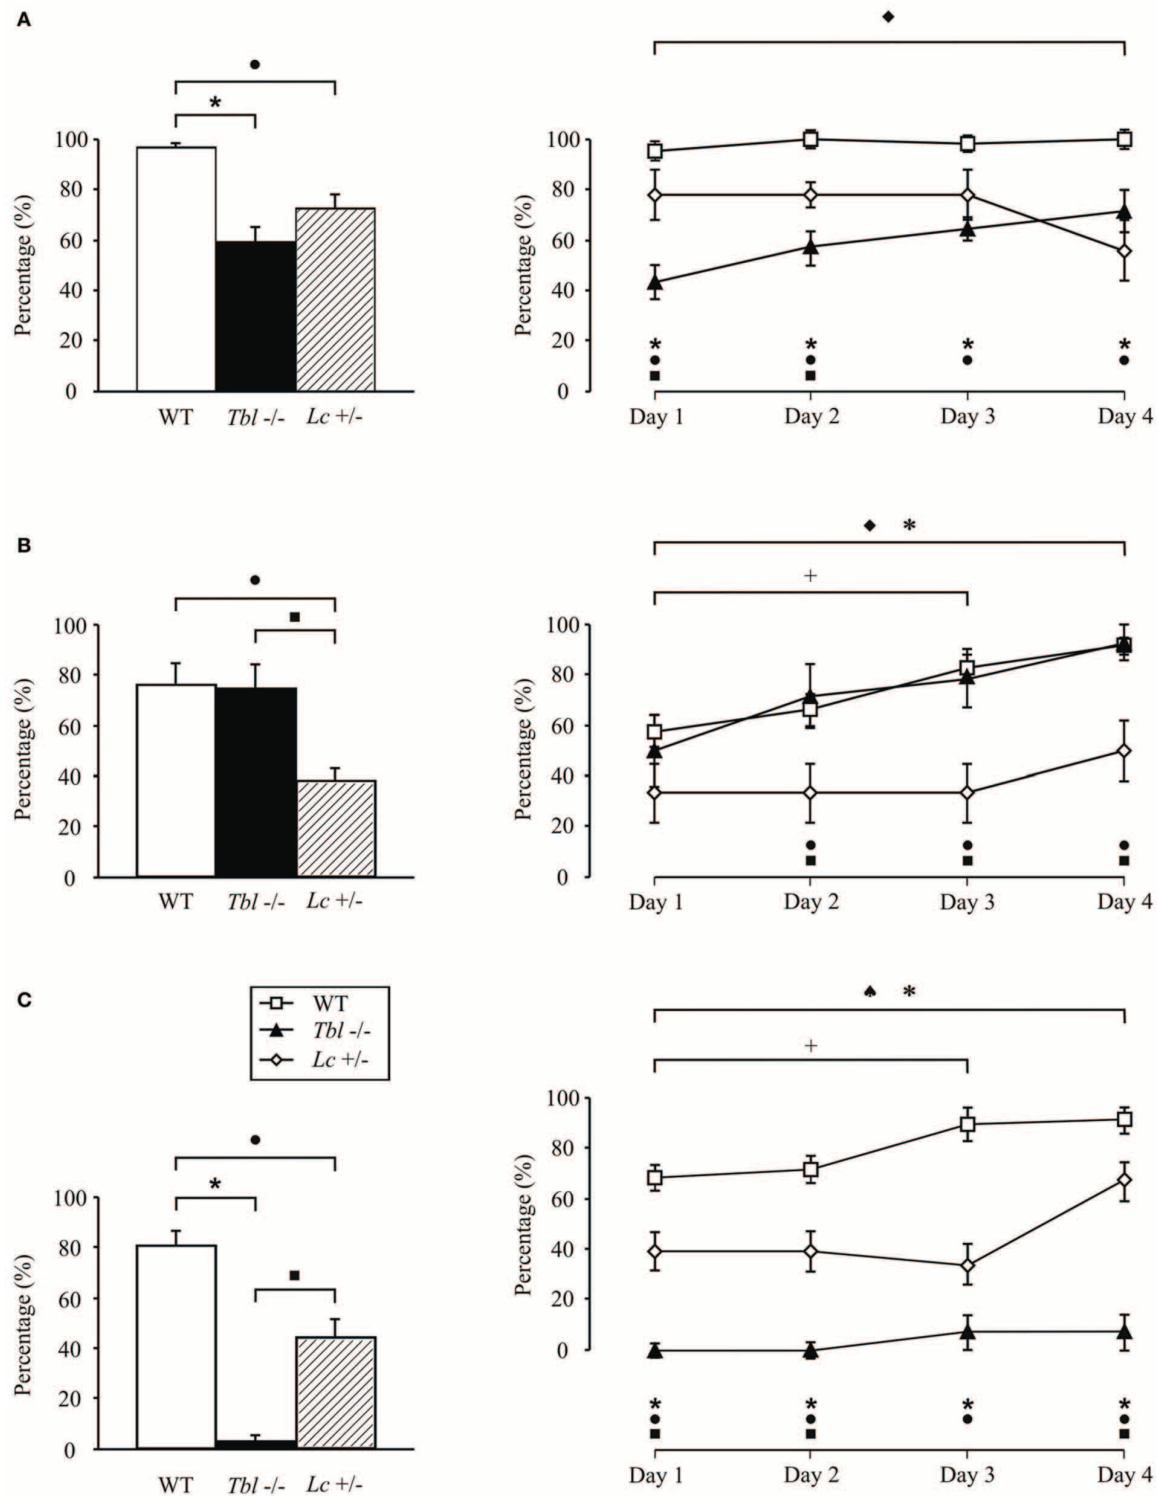 A
◆
●
*
100
80
60
40
20
0
Percentage (%)
WT Tbl -/- Lc +/-
100
80
60
40
20
0
Percentage (%)
* * * *
● ● ● ●
■ ■
Day 1 Day 2 Day 3 Day 4
B
◆ *
+
●
■
100
80
60
40
20
0
Percentage (%)
WT Tbl -/- Lc +/-
100
80
60
40
20
0
Percentage (%)
● ● ●
■ ■ ■
Day 1 Day 2 Day 3 Day 4
C
WT
Tbl -/-
Lc +/-
♠ *
+
●
*
■
100
80
60
40
20
0
Percentage (%)
WT Tbl -/- Lc +/-
100
80
60
40
20
0
Percentage (%)
* * * *
● ● ● ●
■ ■ ■
Day 1 Day 2 Day 3 Day 4